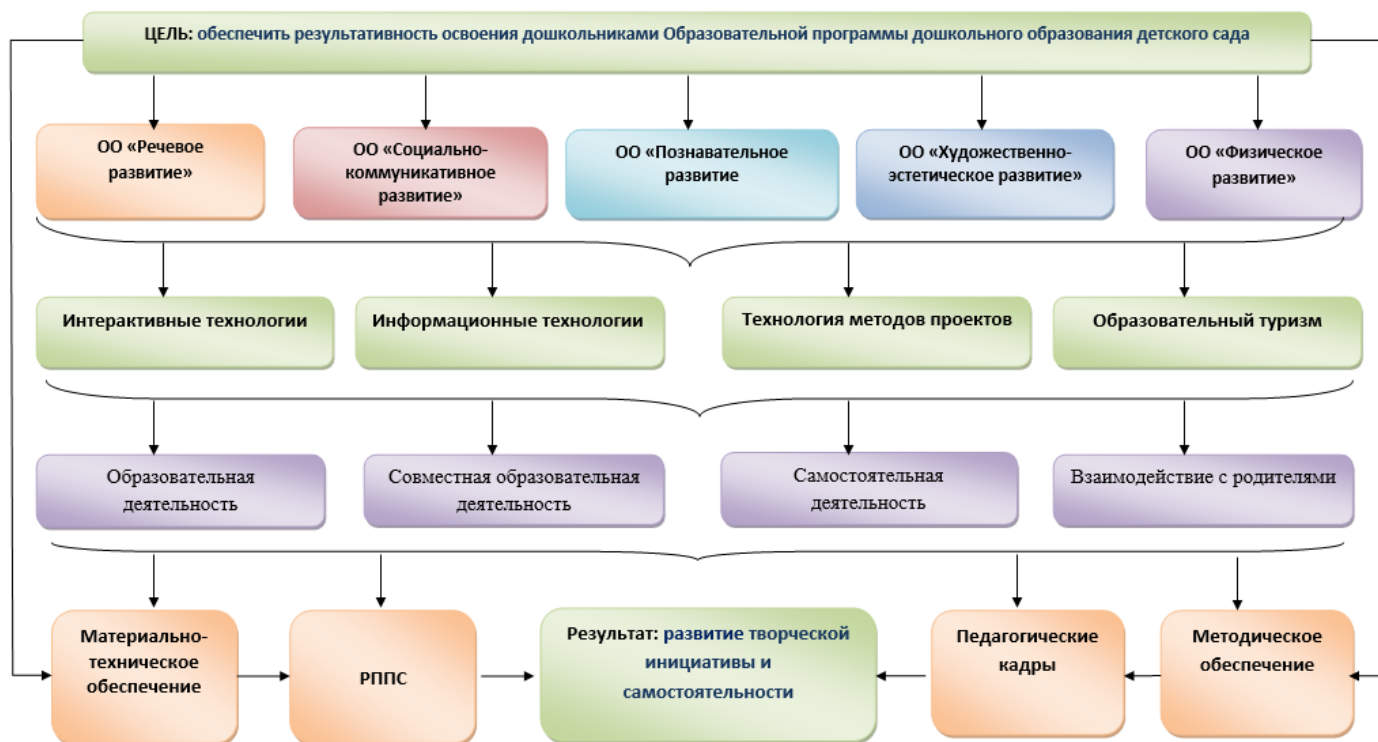 ЦЕЛЬ: обеспечить результативность освоения дошкольниками Образовательной программы дошкольного образования детского сада
ОО «Речевое
развитие»
ОО «Социально-
коммуникативное
развитие»
ОО «Познавательное
развитие
ОО «Художественно-
эстетическое развитие»
ОО «Физическое
развитие»
Интерактивные технологии
Информационные технологии
Технология методов проектов
Образовательный туризм
Образовательная
деятельность
Совместная образовательная
деятельность
Самостоятельная
деятельность
Взаимодействие с родителями
Материально-
техническое
обеспечение
РППС
Результат: развитие творческой
инициативы и
самостоятельности
Педагогические
кадры
Методическое
обеспечение